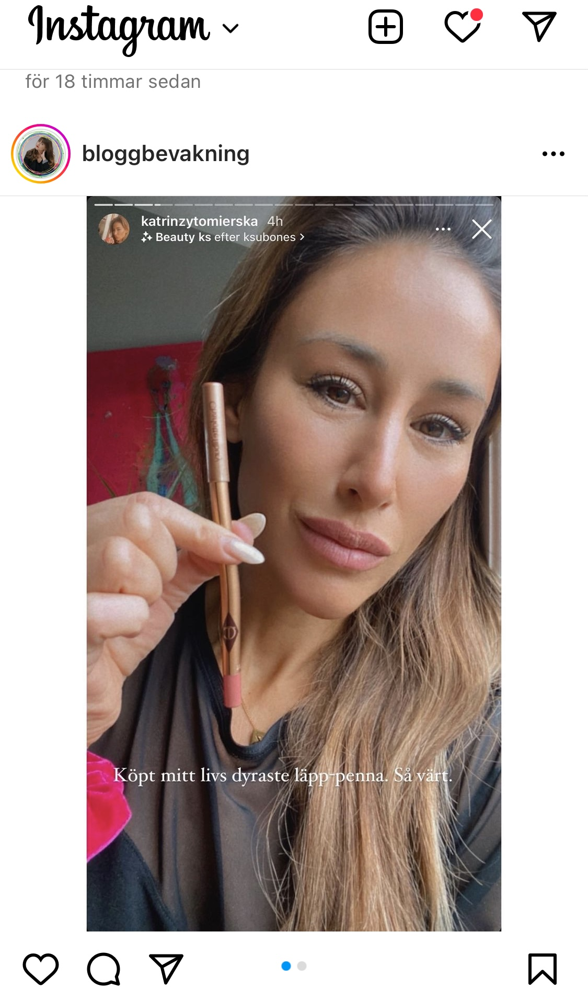 Instagram
för 18 timmar sedan
bloggbevakning
katrinzytomierska 4h
Beauty ks efter ksubones >
Köpt mitt livs dyraste läpp-penna. Så värt.